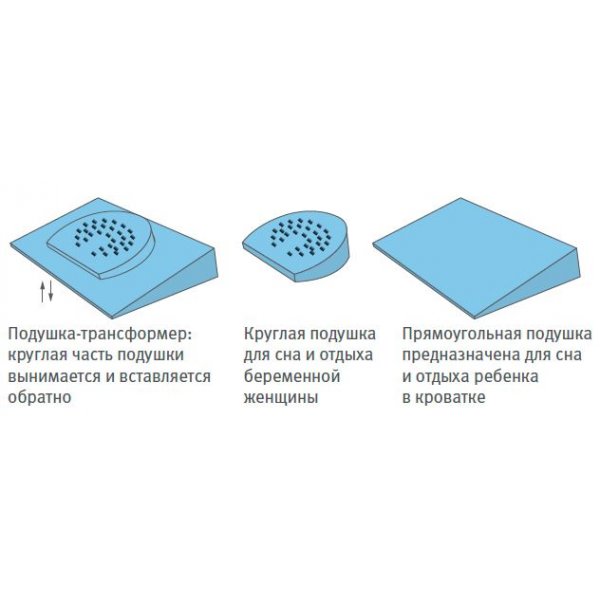 Подушка-трансформер:
круглая часть подушки
вынимается и вставляется
обратно
Круглая подушка
для сна и отдыха
беременной
женщины
Прямоугольная подушка
предназначена для сна
и отдыха ребенка
в кроватке